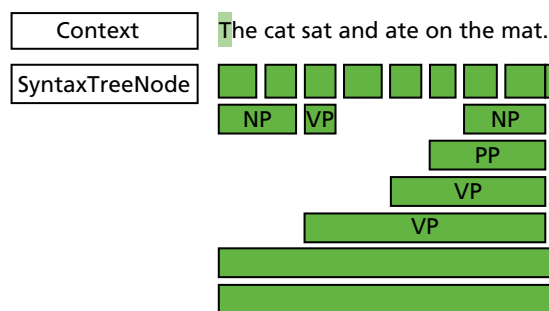 Context The cat sat and ate on the mat.
SyntaxTreeNode
NP VP NP
PP
VP
VP